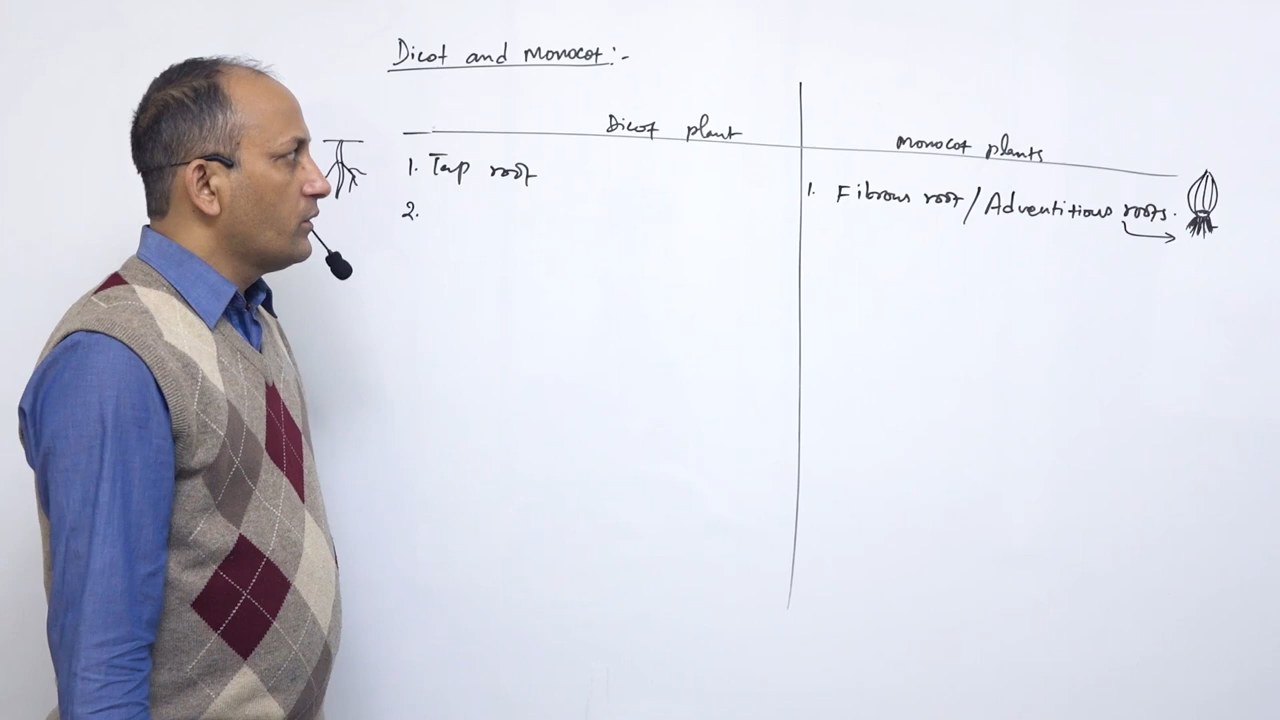 Dicot and Monocot:-
Dicot plant
Monocot plants
1. Tap root
1. Fibrous root/Adventitious roots.
2.